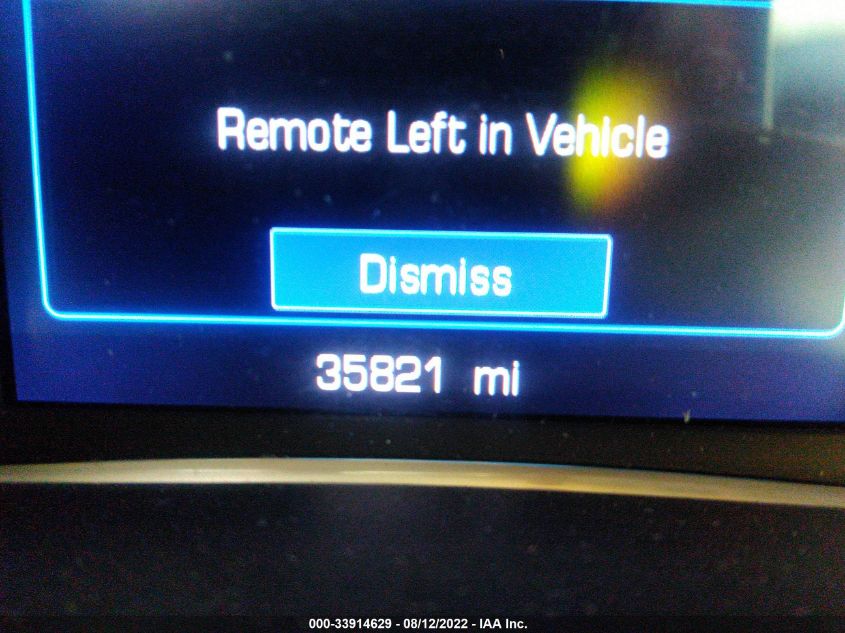 Remote Left in Vehicle
Dismiss
35821 mi
000-33914629 - 08/12/2022 - IAA Inc.